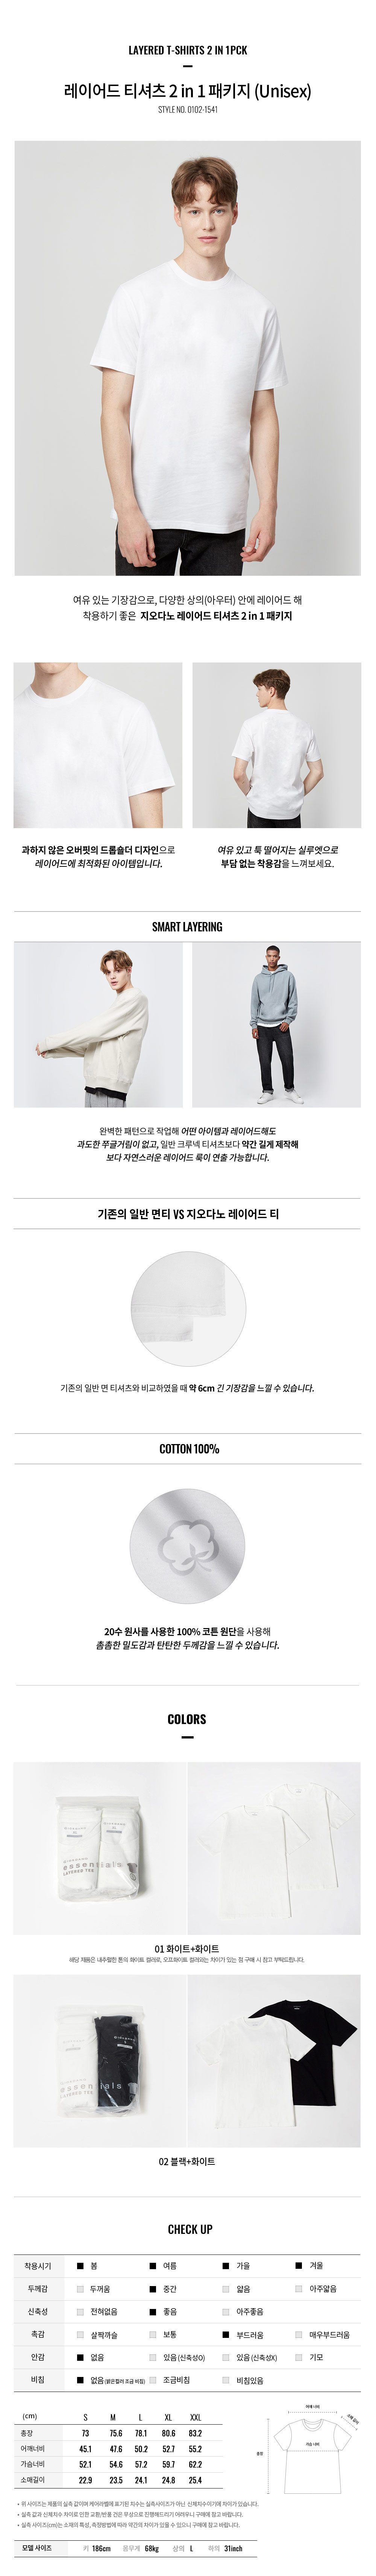 LAYERED T-SHIRTS 2 IN 1PCK
레이어드 티셔츠 2 in 1 패키지 (Unisex)
STYLE NO. 0102-1541
여유 있는 기장감으로, 다양한 상의(아우터) 안에 레이어드 해
착용하기 좋은 지오다노 레이어드 티셔츠 2 in 1 패키지
과하지 않은 오버핏의 드롭숄더 디자인으로
레이어드에 최적화된 아이템입니다.
여유 있고 툭 떨어지는 실루엣으로
부담 없는 착용감을 느껴보세요.
SMART LAYERING
완벽한 패턴으로 작업해 어떤 아이템과 레이어드해도
과도한 쭈글거림이 없고, 일반 크루넥 티셔츠보다 약간 길게 제작해
보다 자연스러운 레이어드 룩이 연출 가능합니다.
기존의 일반 면티 VS 지오다노 레이어드 티
기존의 일반 면 티셔츠와 비교하였을 때 약 6cm 긴 기장감을 느낄 수 있습니다.
COTTON 100%
20수 원사를 사용한 100% 코튼 원단을 사용해
촘촘한 밀도감과 탄탄한 두께감을 느낄 수 있습니다.
COLORS
essentials
LAYERED TEE
01 화이트+화이트
해당 제품은 내추럴한 톤의 화이트 컬러로, 오프화이트 컬러와는 차이가 있는 점 구매 시 참고 부탁드립니다.
essentials
02 블랙+화이트
CHECK UP
착용시기 봄 여름 가을 겨울
두께감 두꺼움 중간 얇음 아주얇음
신축성 전혀없음 좋음 아주좋음
촉감 살짝까슬 보통 부드러움 매우부드러움
안감 없음 있음(신축성O) 있음(신축성X) 기모
비침 없음(밝은컬러 조금 비침) 조금비침 비침있음
(cm) S M L XL XXL
총장 73 75.6 78.1 80.6 83.2
어깨너비 45.1 47.6 50.2 52.7 55.2
가슴너비 52.1 54.6 57.2 59.7 62.2
소매길이 22.9 23.5 24.1 24.8 25.4
어깨 너비
소매 길이
가슴 너비
총장
• 위 사이즈는 제품의 실측 값이며 케어라벨에 표기된 치수는 실측사이즈가 아닌 신체치수이기에 차이가 있습니다.
• 실측 값과 신체치수 차이로 인한 교환/반품 건은 무상으로 진행해드리기 어려우니 구매에 참고 바랍니다.
• 실측 사이즈(cm)는 소재의 특성, 측정방법에 따라 약간의 차이가 있을 수 있으니 구매에 참고 바랍니다.
모델 사이즈 키 186cm 몸무게 68kg 상의 L 하의 31inch